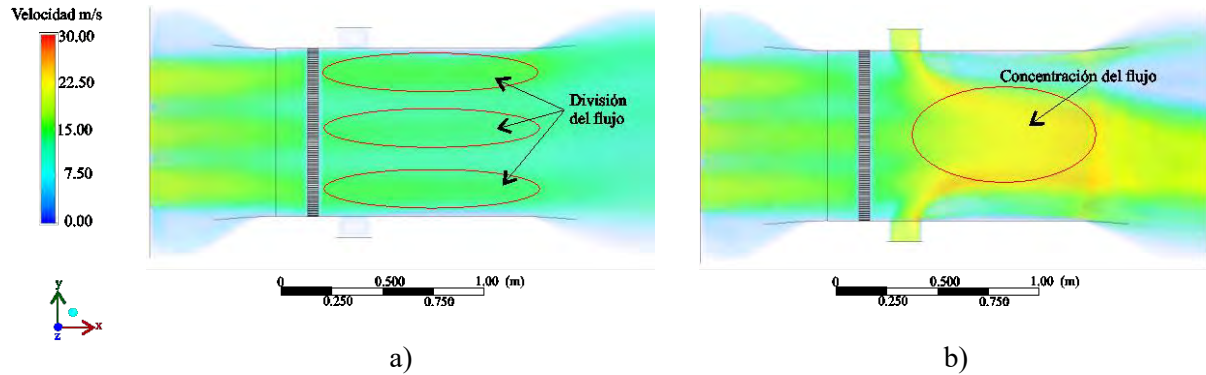 Velocidad m/s
30.00
22.50
15.00
7.50
0.00
División
del flujo
0 0.500 1.00 (m)
0.250 0.750
y
z x
a)
Concentración del flujo
0 0.500 1.00 (m)
0.250 0.750
b)